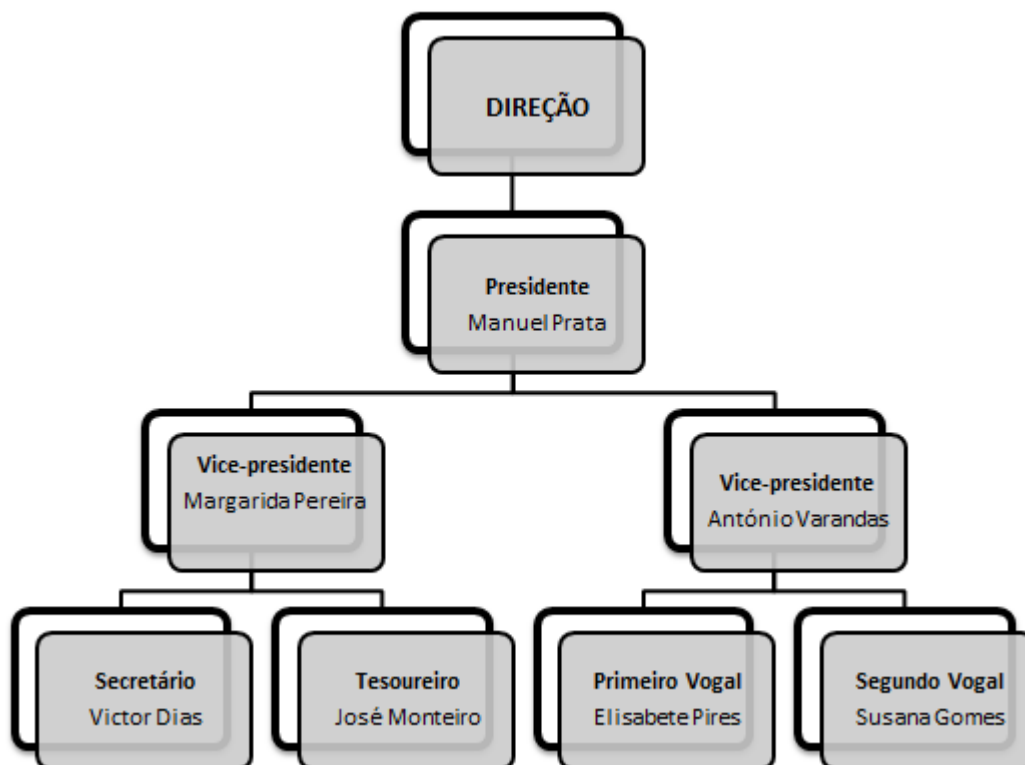 DIREÇÃO
Presidente
Manuel Prata
Vice-presidente
Margarida Pereira
Vice-presidente
António Varandas
Secretário
Victor Dias
Tesoureiro
José Monteiro
Primeiro Vogal
Elisabete Pires
Segundo Vogal
Susana Gomes